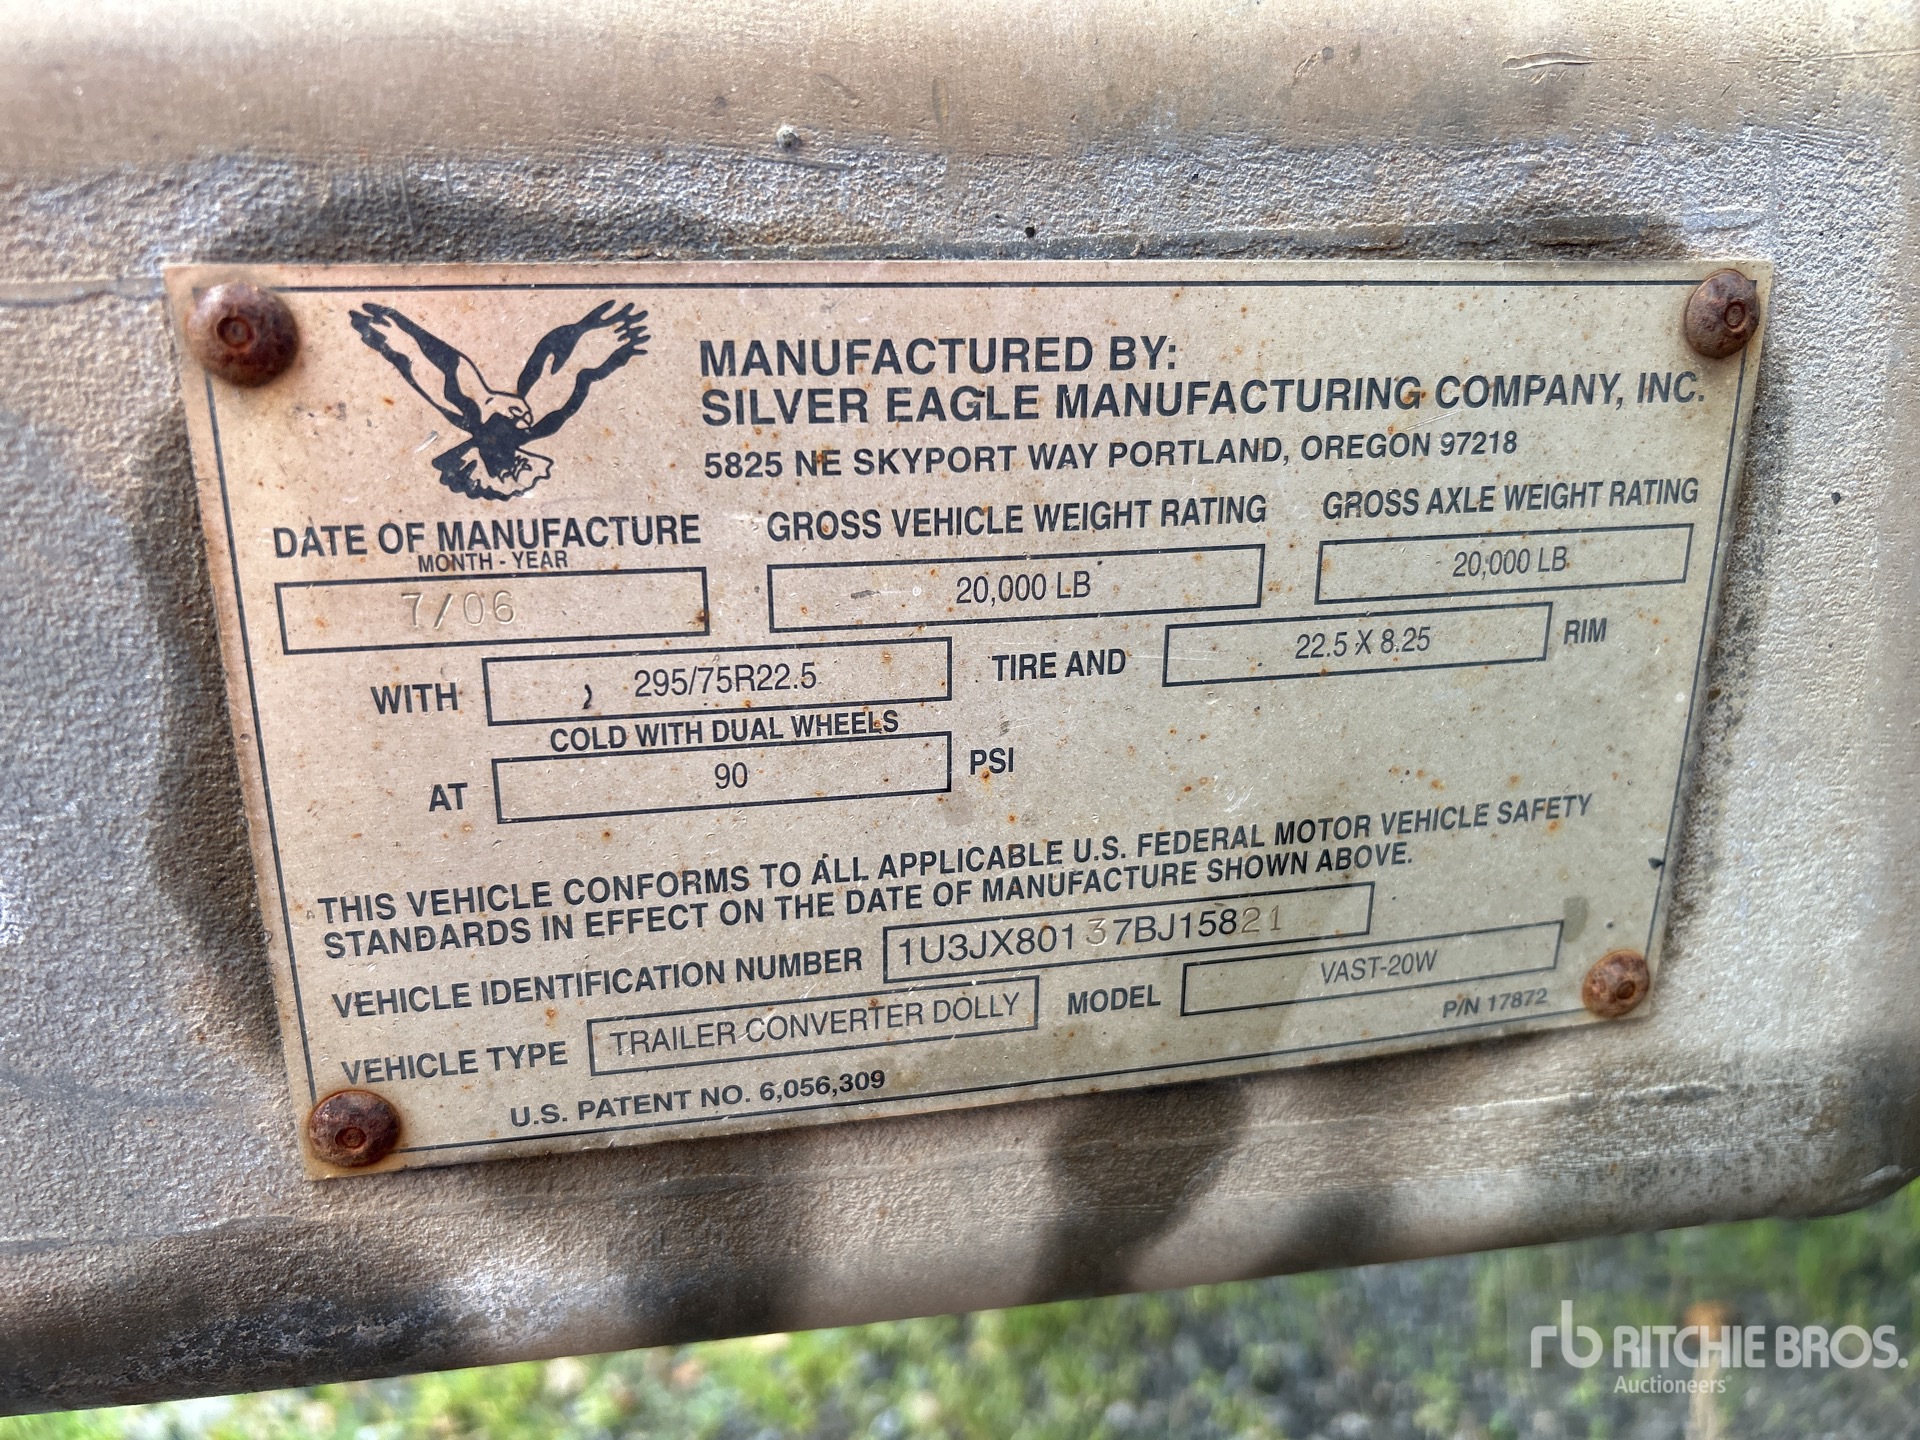 MANUFACTURED BY:
SILVER EAGLE MANUFACTURING COMPANY, INC.
5825 NE SKYPORT WAY PORTLAND, OREGON 97218
DATE OF MANUFACTURE GROSS VEHICLE WEIGHT RATING GROSS AXLE WEIGHT RATING
MONTH - YEAR
7/06 20,000 LB 20,000 LB
WITH 295/75R22.5 TIRE AND 22.5 X 8.25 RIM
COLD WITH DUAL WHEELS
AT 90 PSI
THIS VEHICLE CONFORMS TO ALL APPLICABLE U.S. FEDERAL MOTOR VEHICLE SAFETY
STANDARDS IN EFFECT ON THE DATE OF MANUFACTURE SHOWN ABOVE.
VEHICLE IDENTIFICATION NUMBER 1U3JX80137BJ15821
VEHICLE TYPE TRAILER CONVERTER DOLLY MODEL VAST-20W
P/N 17872
U.S. PATENT NO. 6,056,309
rb RITCHIE BROS.
Auctioneers